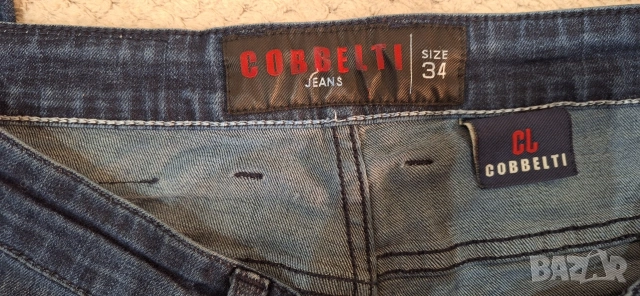 COBBELTI
JEANS
SIZE
34
CL
COBBELTI
BAZAR